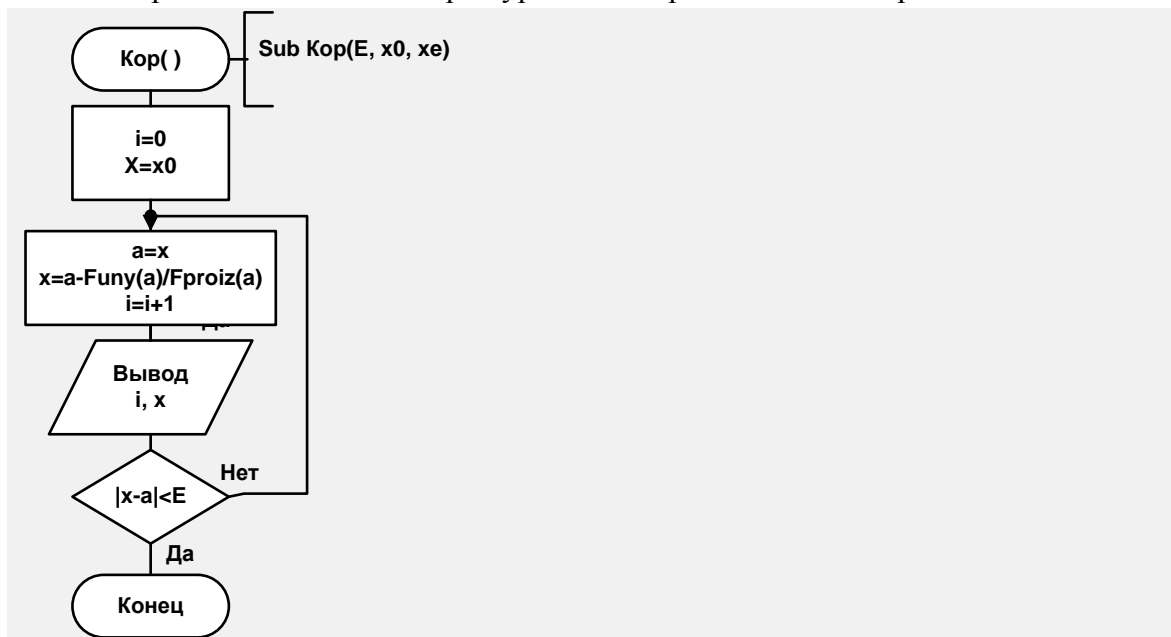 Кор( )
Sub Кор(E, x0, xe)
i=0
X=x0
a=x
x=a-Funy(a)/Fproiz(a)
i=i+1
Вывод
i, x
|x-a|<E
Нет
Да
Конец